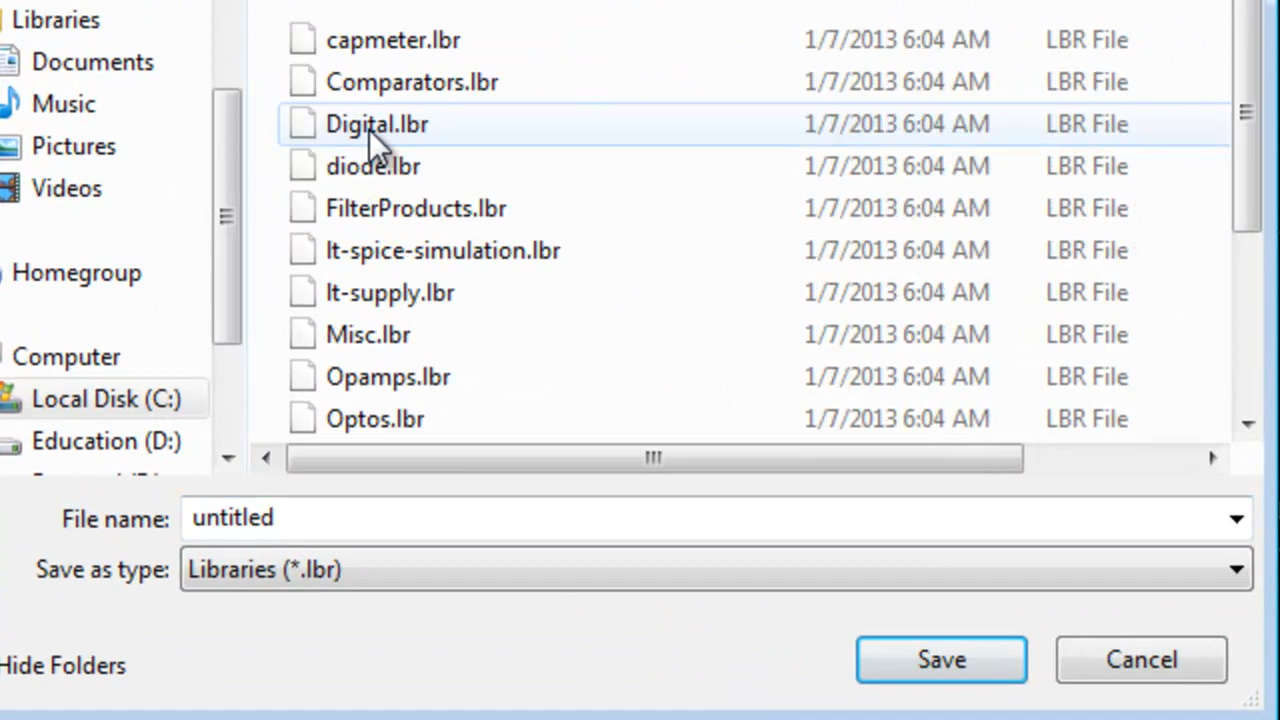 Libraries
Documents
Music
Pictures
Videos
Homegroup
Computer
Local Disk (C:)
Education (D:)
capmeter.lbr 1/7/2013 6:04 AM LBR File
Comparators.lbr 1/7/2013 6:04 AM LBR File
Digital.lbr 1/7/2013 6:04 AM LBR File
diode.lbr 1/7/2013 6:04 AM LBR File
FilterProducts.lbr 1/7/2013 6:04 AM LBR File
lt-spice-simulation.lbr 1/7/2013 6:04 AM LBR File
lt-supply.lbr 1/7/2013 6:04 AM LBR File
Misc.lbr 1/7/2013 6:04 AM LBR File
Opamps.lbr 1/7/2013 6:04 AM LBR File
Optos.lbr 1/7/2013 6:04 AM LBR File
File name: untitled
Save as type: Libraries (*.lbr)
Hide Folders
Save Cancel